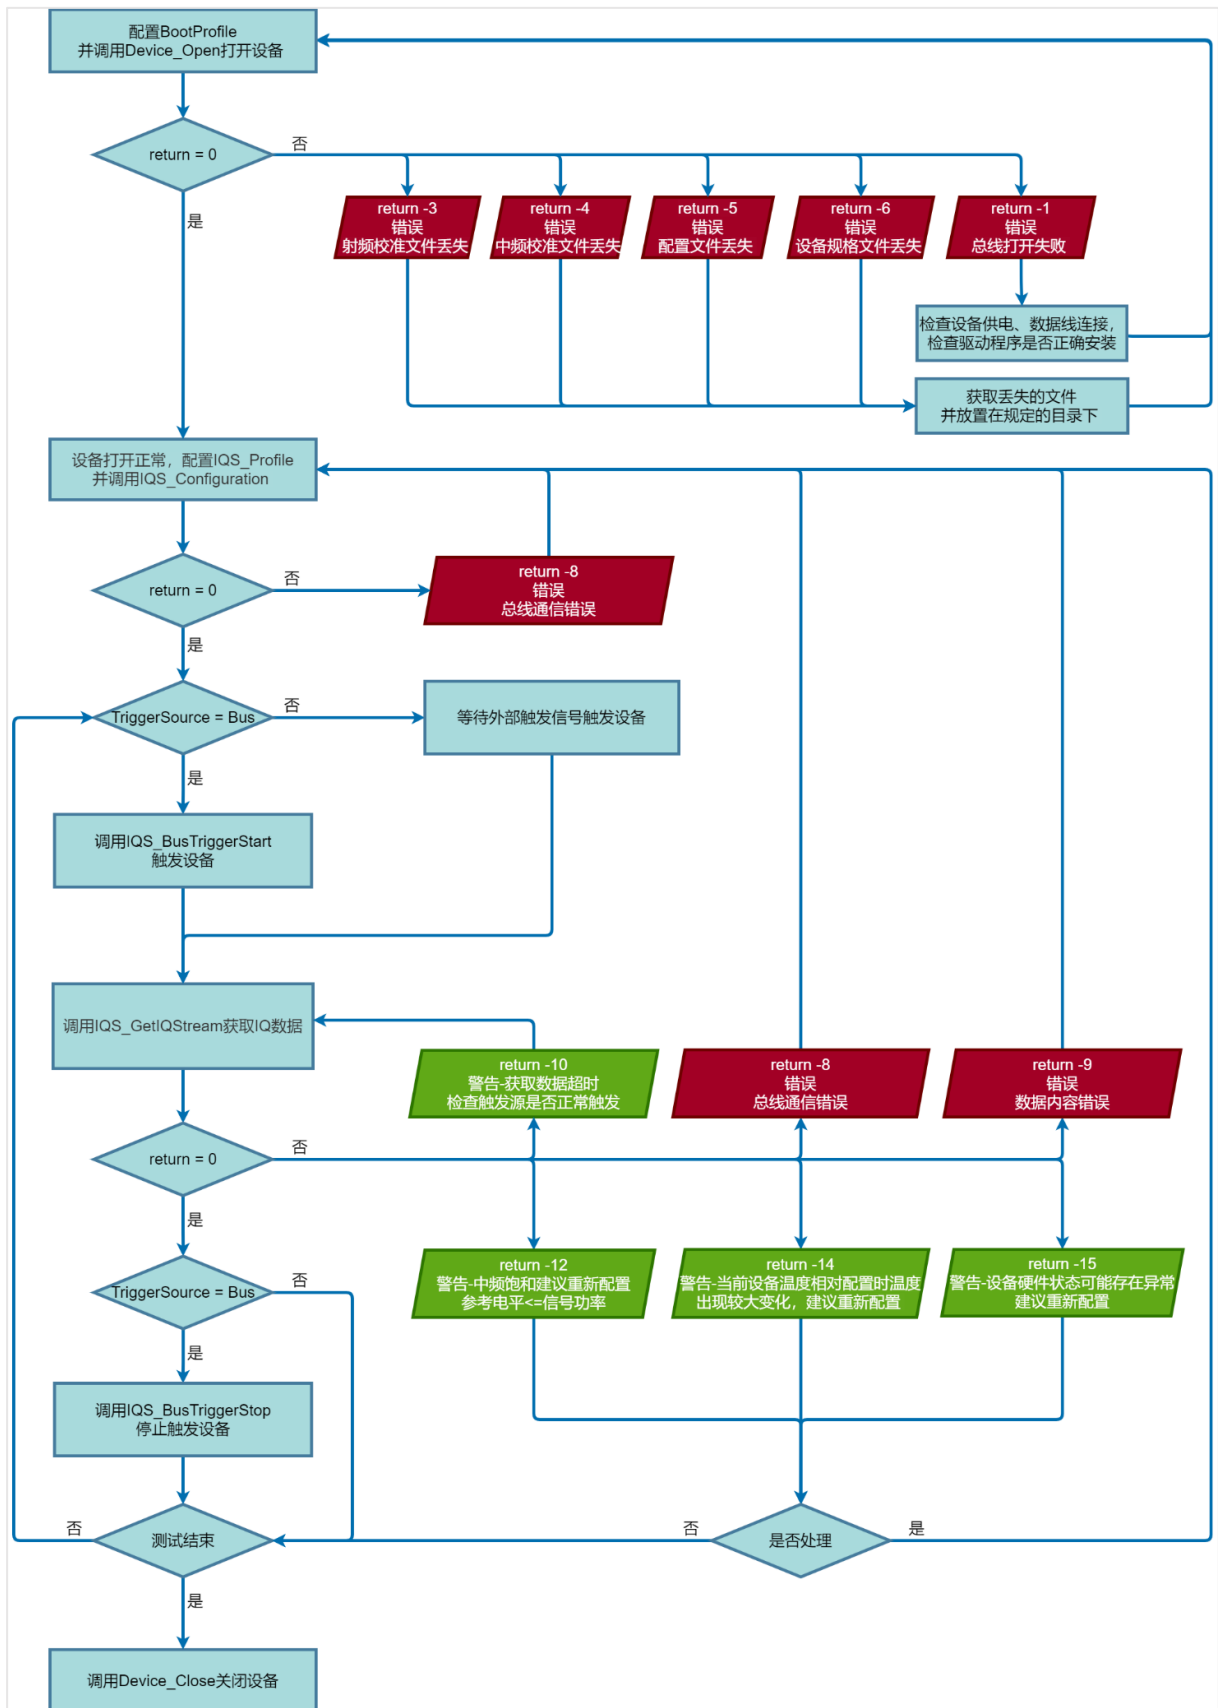 配置BootProfile
并调用Device_Open打开设备
return = 0
否
是
return -3
错误
射频校准文件丢失
return -4
错误
中频校准文件丢失
return -5
错误
配置文件丢失
return -6
错误
设备规格文件丢失
return -1
错误
总线打开失败
检查设备供电、数据线连接，
检查驱动程序是否正确安装
获取丢失的文件
并放置在规定的目录下
设备打开正常，配置IQS_Profile
并调用IQS_Configuration
return = 0
否
是
return -8
错误
总线通信错误
TriggerSource = Bus
否
是
等待外部触发信号触发设备
调用IQS_BusTriggerStart
触发设备
调用IQS_GetIQStream获取IQ数据
return -10
警告-获取数据超时
检查触发源是否正常触发
return -8
错误
总线通信错误
return -9
错误
数据内容错误
return = 0
否
是
return -12
警告-中频饱和建议重新配置
参考电平<=信号功率
return -14
警告-当前设备温度相对配置时温度
出现较大变化，建议重新配置
return -15
警告-设备硬件状态可能存在异常
建议重新配置
TriggerSource = Bus
否
是
调用IQS_BusTriggerStop
停止触发设备
否
测试结束
否
是否处理
是
是
调用Device_Close关闭设备